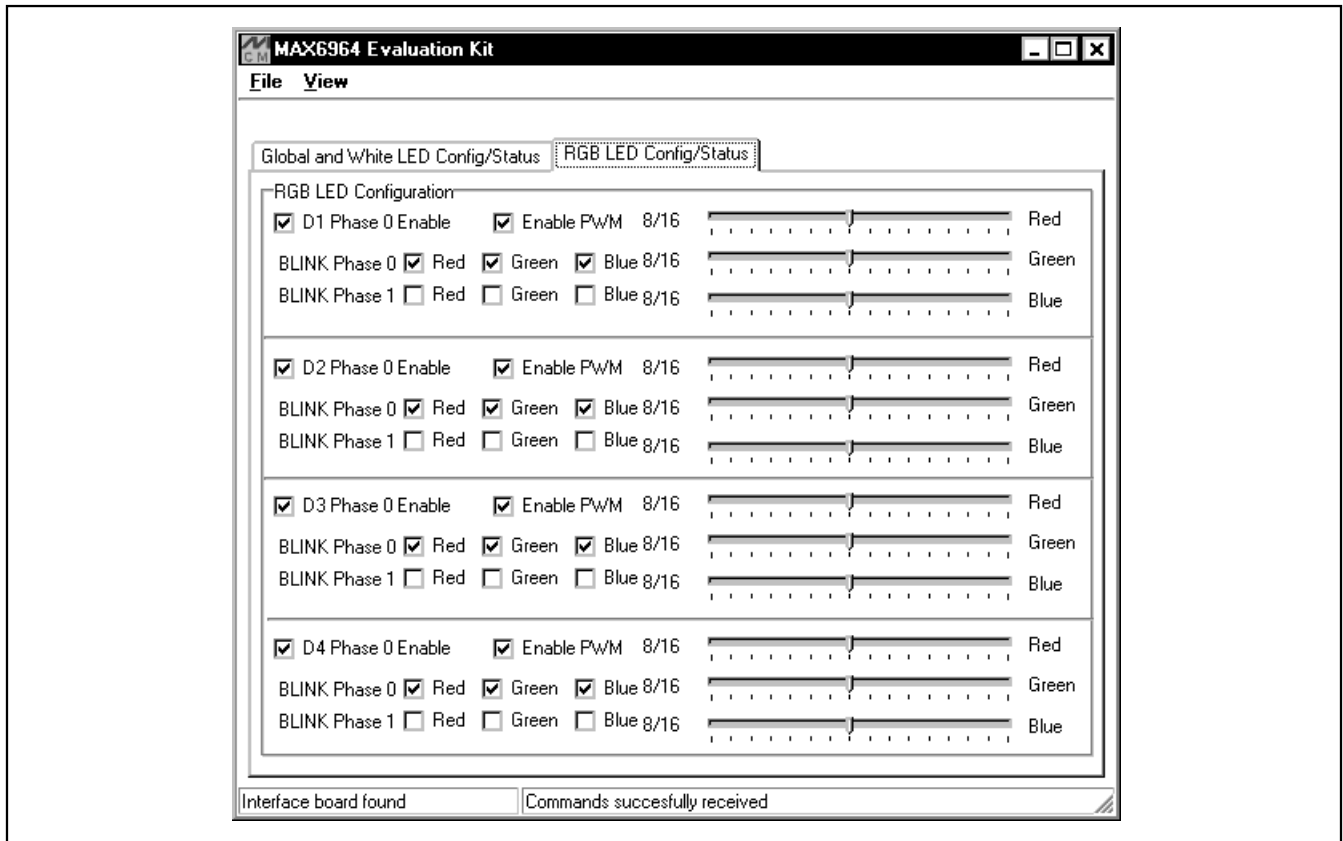 MAX6964 Evaluation Kit
File View
Global and White LED Config/Status RGB LED Config/Status
RGB LED Configuration
D1 Phase 0 Enable Enable PWM 8/16 Red
BLINK Phase 0 Red Green Blue 8/16 Green
BLINK Phase 1 Red Green Blue 8/16 Blue
D2 Phase 0 Enable Enable PWM 8/16 Red
BLINK Phase 0 Red Green Blue 8/16 Green
BLINK Phase 1 Red Green Blue 8/16 Blue
D3 Phase 0 Enable Enable PWM 8/16 Red
BLINK Phase 0 Red Green Blue 8/16 Green
BLINK Phase 1 Red Green Blue 8/16 Blue
D4 Phase 0 Enable Enable PWM 8/16 Red
BLINK Phase 0 Red Green Blue 8/16 Green
BLINK Phase 1 Red Green Blue 8/16 Blue
Interface board found Commands succesfully received